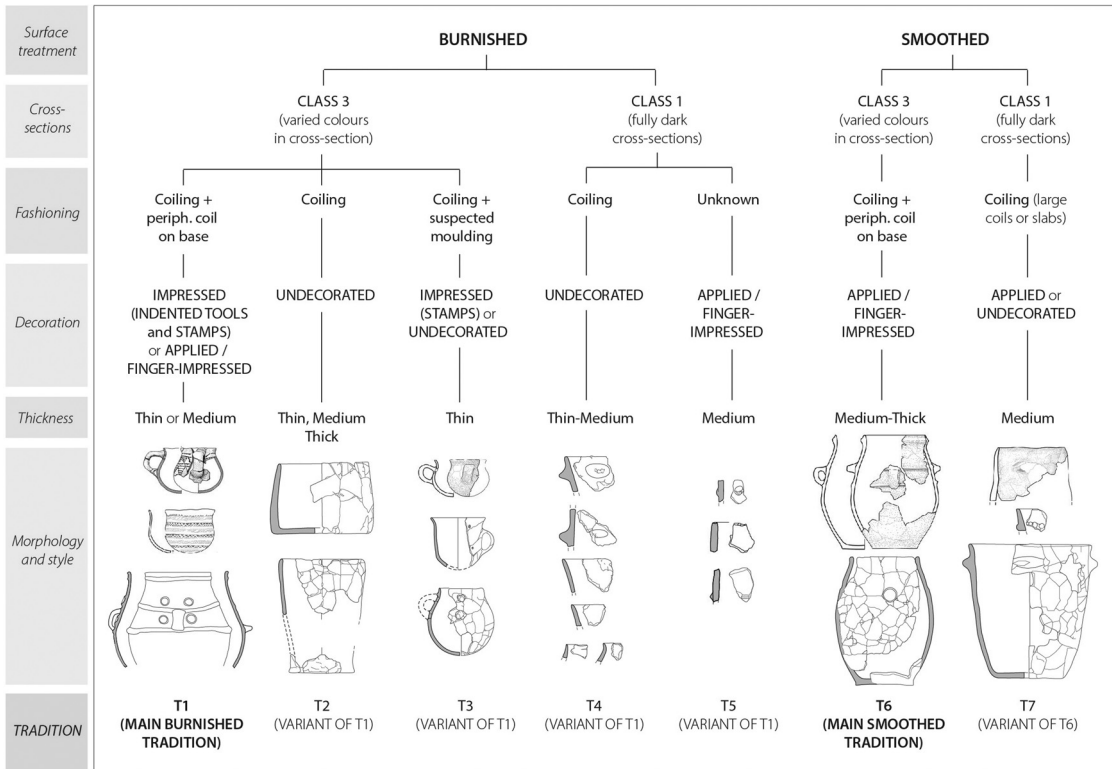 Surface
treatment
BURNISHED
SMOOTHED
Cross-
sections
CLASS 3
(varied colours
in cross-section)
CLASS 1
(fully dark
cross-sections)
CLASS 3
(varied colours
in cross-section)
CLASS 1
(fully dark
cross-sections)
Fashioning
Coiling +
periph. coil
on base
Coiling
Coiling +
suspected
moulding
Coiling
Unknown
Coiling +
periph. coil
on base
Coiling (large
coils or slabs)
Decoration
IMPRESSED
(INDENTED TOOLS
and STAMPS)
or APPLIED /
FINGER-IMPRESSED
UNDECORATED
IMPRESSED
(STAMPS) or
UNDECORATED
UNDECORATED
APPLIED /
FINGER-
IMPRESSED
APPLIED /
FINGER-
IMPRESSED
APPLIED or
UNDECORATED
Thickness
Thin or Medium
Thin, Medium
Thick
Thin
Thin-Medium
Medium
Medium-Thick
Medium
Morphology
and style
TRADITION
T1
(MAIN BURNISHED
TRADITION)
T2
(VARIANT OF T1)
T3
(VARIANT OF T1)
T4
(VARIANT OF T1)
T5
(VARIANT OF T1)
T6
(MAIN SMOOTHED
TRADITION)
T7
(VARIANT OF T6)